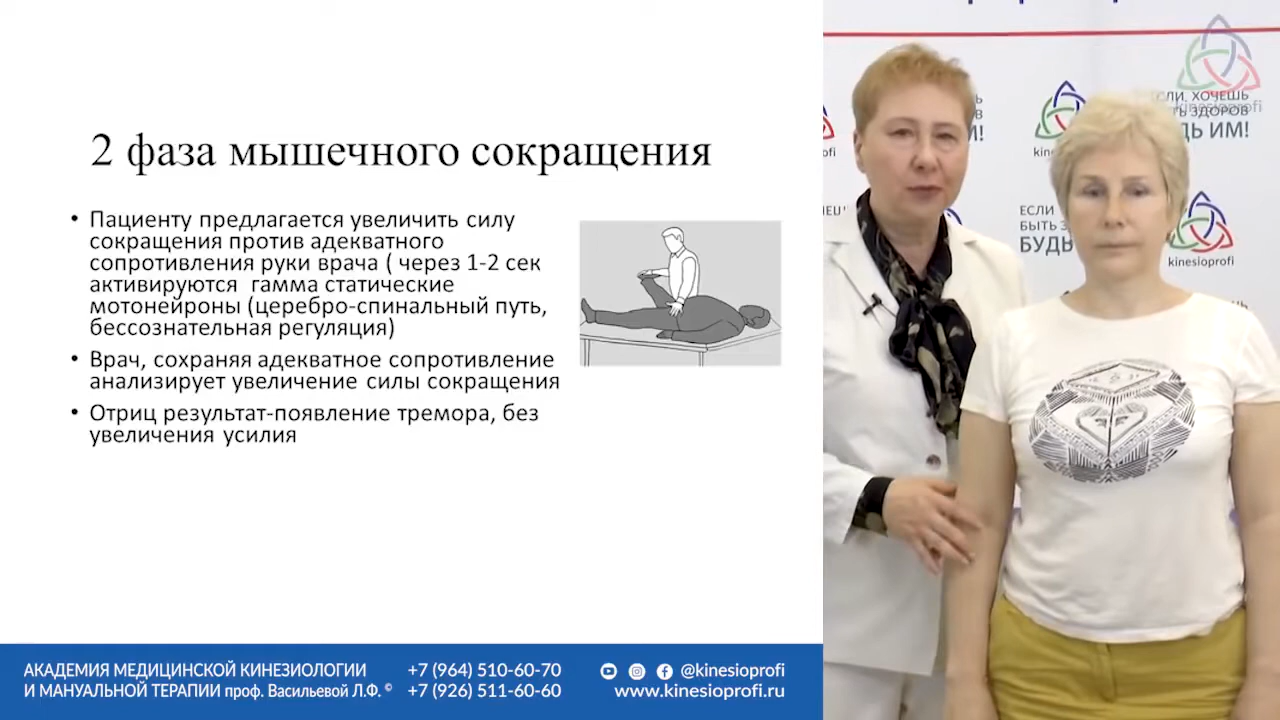 2 фаза мышечного сокращения
• Пациенту предлагается увеличить силу
сокращения против адекватного
сопротивления руки врача ( через 1-2 сек
активируются гамма статические
мотонейроны (церебро-спинальный путь,
бессознательная регуляция)
• Врач, сохраняя адекватное сопротивление
анализирует увеличение силы сокращения
• Отриц результат-появление тремора, без
увеличения усилия
АКАДЕМИЯ МЕДИЦИНСКОЙ КИНЕЗИОЛОГИИ
И МАНУАЛЬНОЙ ТЕРАПИИ проф. Васильевой Л.Ф. ©
+7 (964) 510-60-70
+7 (926) 511-60-60
@kinesioprofi
www.kinesioprofi.ru
kinesioprofi
ХОЧЕШЬ
ЗДОРОВ
ИМ!
ЕСЛИ
БЫТЬ
kinesioprofi